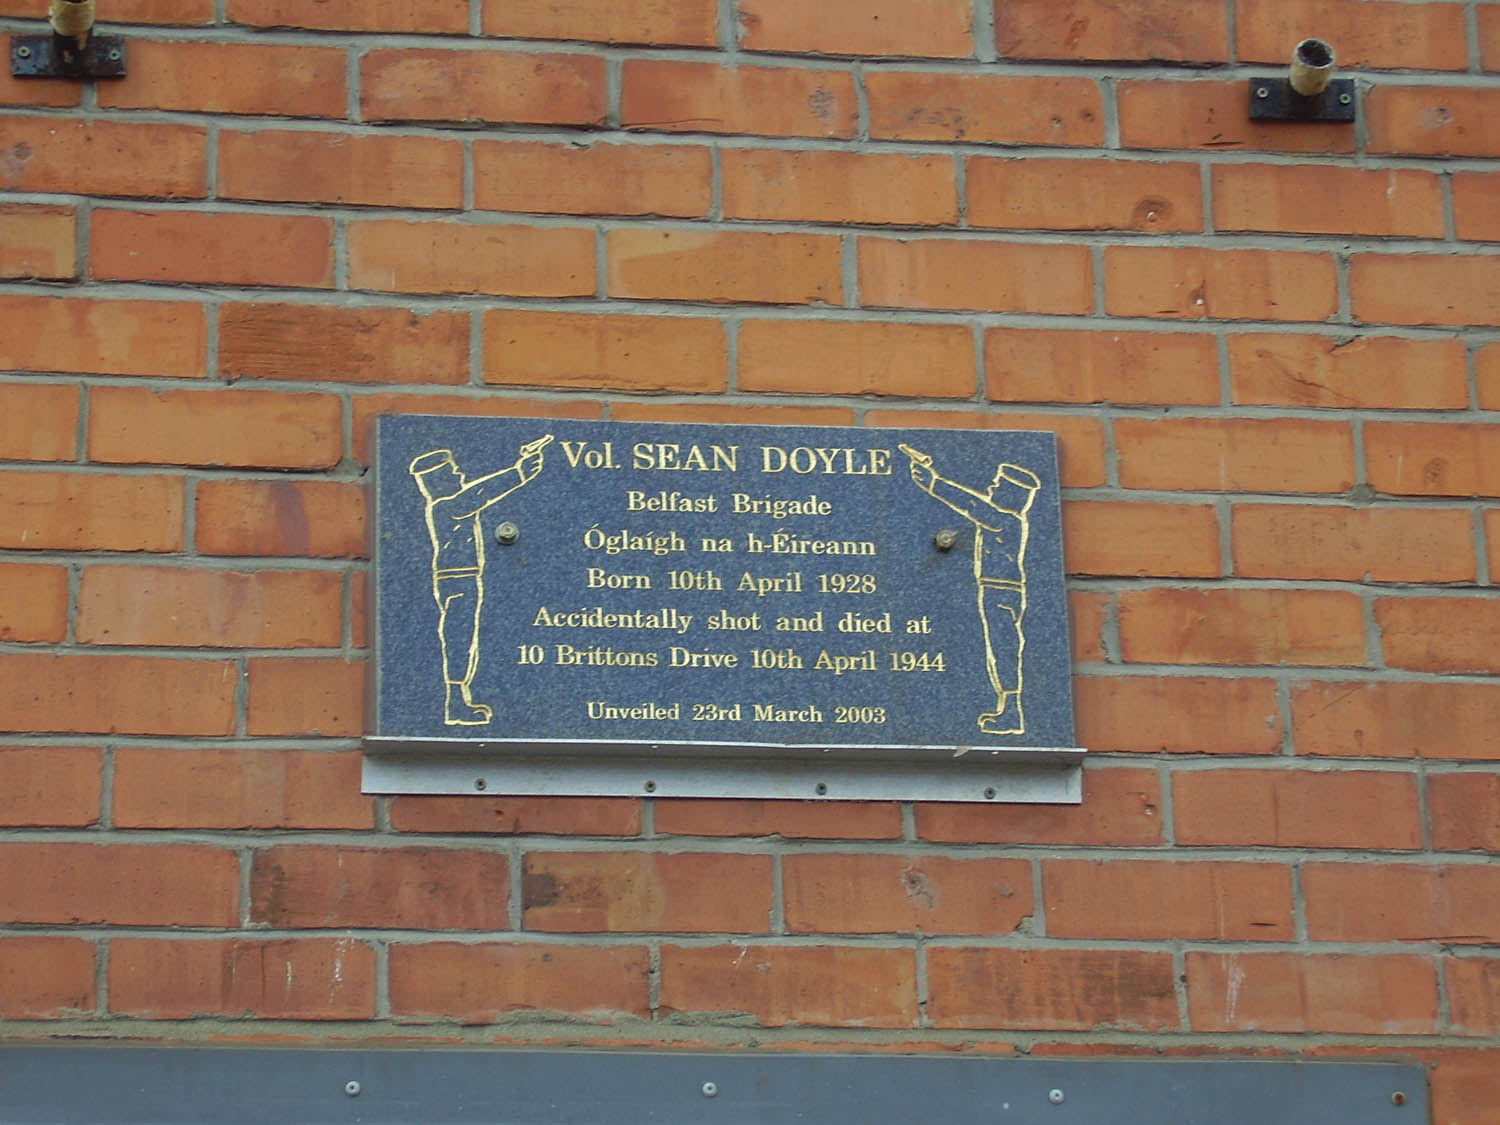 Vol. SEAN DOYLE
Belfast Brigade
Óglaígh na h-Éireann
Born 10th April 1928
Accidentally shot and died at
10 Brittons Drive 10th April 1944
Unveiled 23rd March 2003